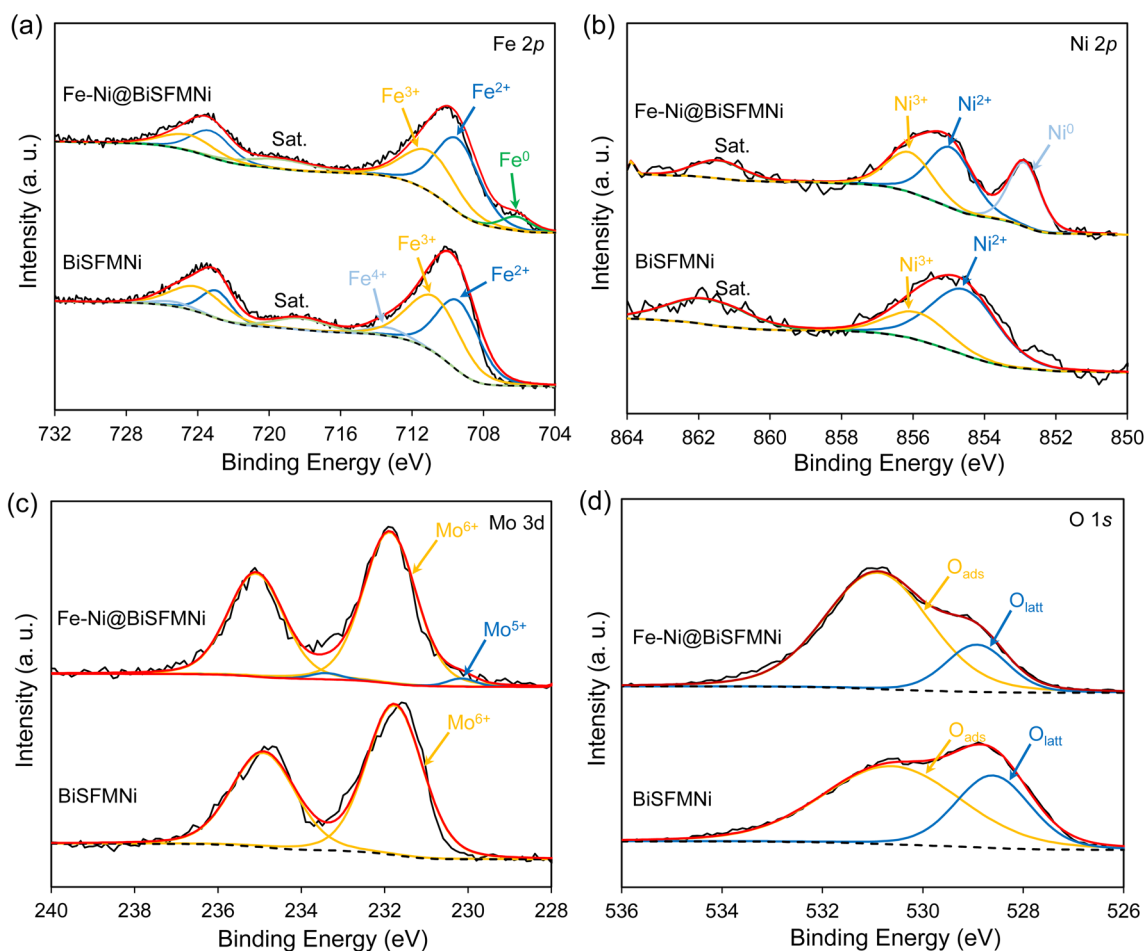 (a)
Fe 2p
Fe-Ni@BiSFMNi
Fe³⁺
Fe²⁺
Sat.
Fe⁰
BiSFMNi
Fe⁴⁺
Fe³⁺
Fe²⁺
Sat.
Intensity (a. u.)
732 728 724 720 716 712 708 704
Binding Energy (eV)
(b)
Ni 2p
Fe-Ni@BiSFMNi
Sat.
Ni³⁺
Ni²⁺
Ni⁰
BiSFMNi
Sat.
Ni³⁺
Ni²⁺
Intensity (a. u.)
864 862 860 858 856 854 852 850
Binding Energy (eV)
(c)
Mo 3d
Mo⁶⁺
Fe-Ni@BiSFMNi
Mo⁵⁺
Mo⁶⁺
BiSFMNi
Intensity (a. u.)
240 238 236 234 232 230 228
Binding Energy (eV)
(d)
O 1s
O_ads
O_latt
Fe-Ni@BiSFMNi
O_ads
O_latt
BiSFMNi
Intensity (a. u.)
536 534 532 530 528 526
Binding Energy (eV)